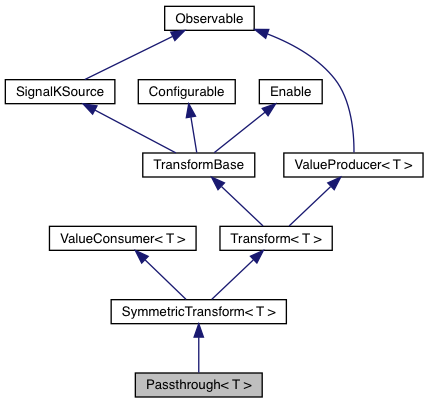 Observable
SignalKSource
Configurable
Enable
TransformBase
ValueProducer< T >
ValueConsumer< T >
Transform< T >
SymmetricTransform< T >
Passthrough< T >